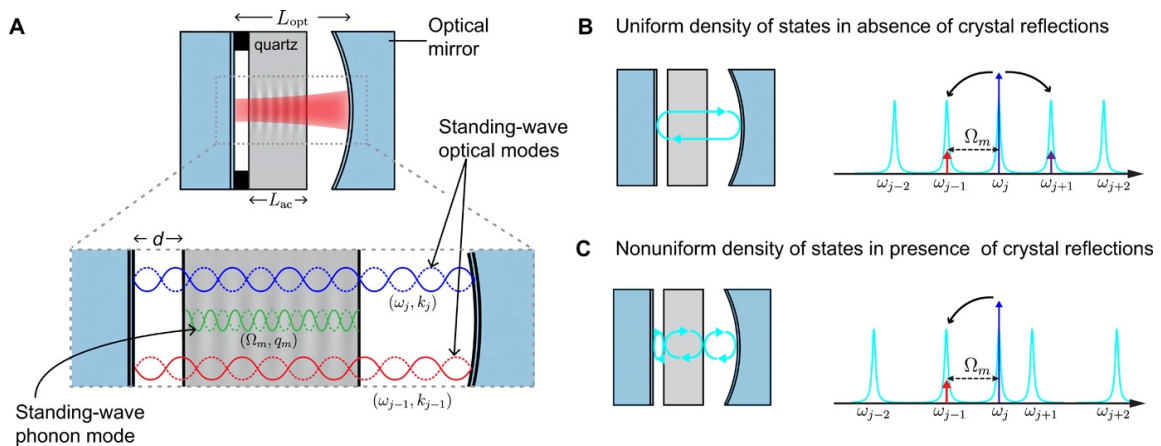 A
L_opt
quartz
Optical
mirror
L_ac
Standing-wave
optical modes
d
(ω_j, k_j)
(Ω_m, q_m)
(ω_{j−1}, k_{j−1})
Standing-wave
phonon mode
B Uniform density of states in absence of crystal reflections
Ω_m
ω_{j−2} ω_{j−1} ω_j ω_{j+1} ω_{j+2}
C Nonuniform density of states in presence of crystal reflections
Ω_m
ω_{j−2} ω_{j−1} ω_j ω_{j+1} ω_{j+2}